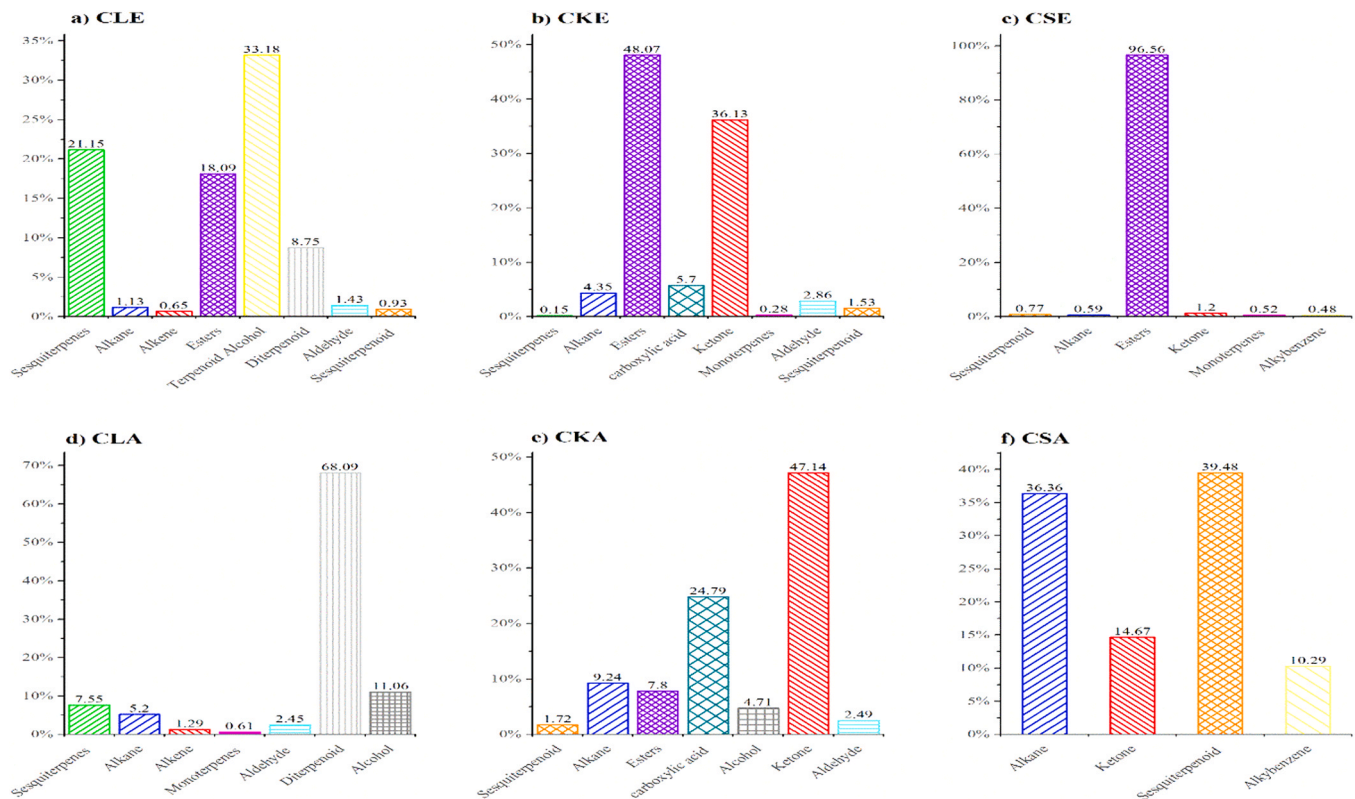 a) CLE
35%
30%
20%
10%
5%
0%
21.15
1.13
0.65
18.09
33.18
8.75
1.43
0.93
Sesquiterpenes
Alkane
Alkene
Esters
Terpenoid Alcohol
Diterpenoid
Aldehyde
Sesquiterpenoid
b) CKE
50%
40%
30%
20%
10%
0%
0.15
4.35
48.07
5.7
36.13
0.28
2.86
1.53
Sesquiterpenes
Alkane
Esters
carboxylic acid
Ketone
Monoterpenes
Aldehyde
Sesquiterpenoid
c) CSE
100%
80%
60%
40%
20%
0%
0.77
0.59
96.56
1.2
0.52
0.48
Sesquiterpenoid
Alkane
Esters
Ketone
Monoterpenes
Alkybenzene
d) CLA
70%
60%
50%
40%
30%
20%
10%
0%
7.55
5.2
1.29
0.61
2.45
68.09
11.06
Sesquiterpenes
Alkane
Alkene
Monoterpenes
Aldehyde
Diterpenoid
Alcohol
e) CKA
50%
40%
30%
20%
10%
0%
1.72
9.24
7.8
24.79
4.71
47.14
2.49
Sesquiterpenoid
Alkane
Esters
carboxylic acid
Alcohol
Ketone
Aldehyde
f) CSA
40%
35%
30%
25%
20%
15%
10%
5%
0%
36.36
14.67
39.48
10.29
Alkane
Ketone
Sesquiterpenoid
Alkybenzene